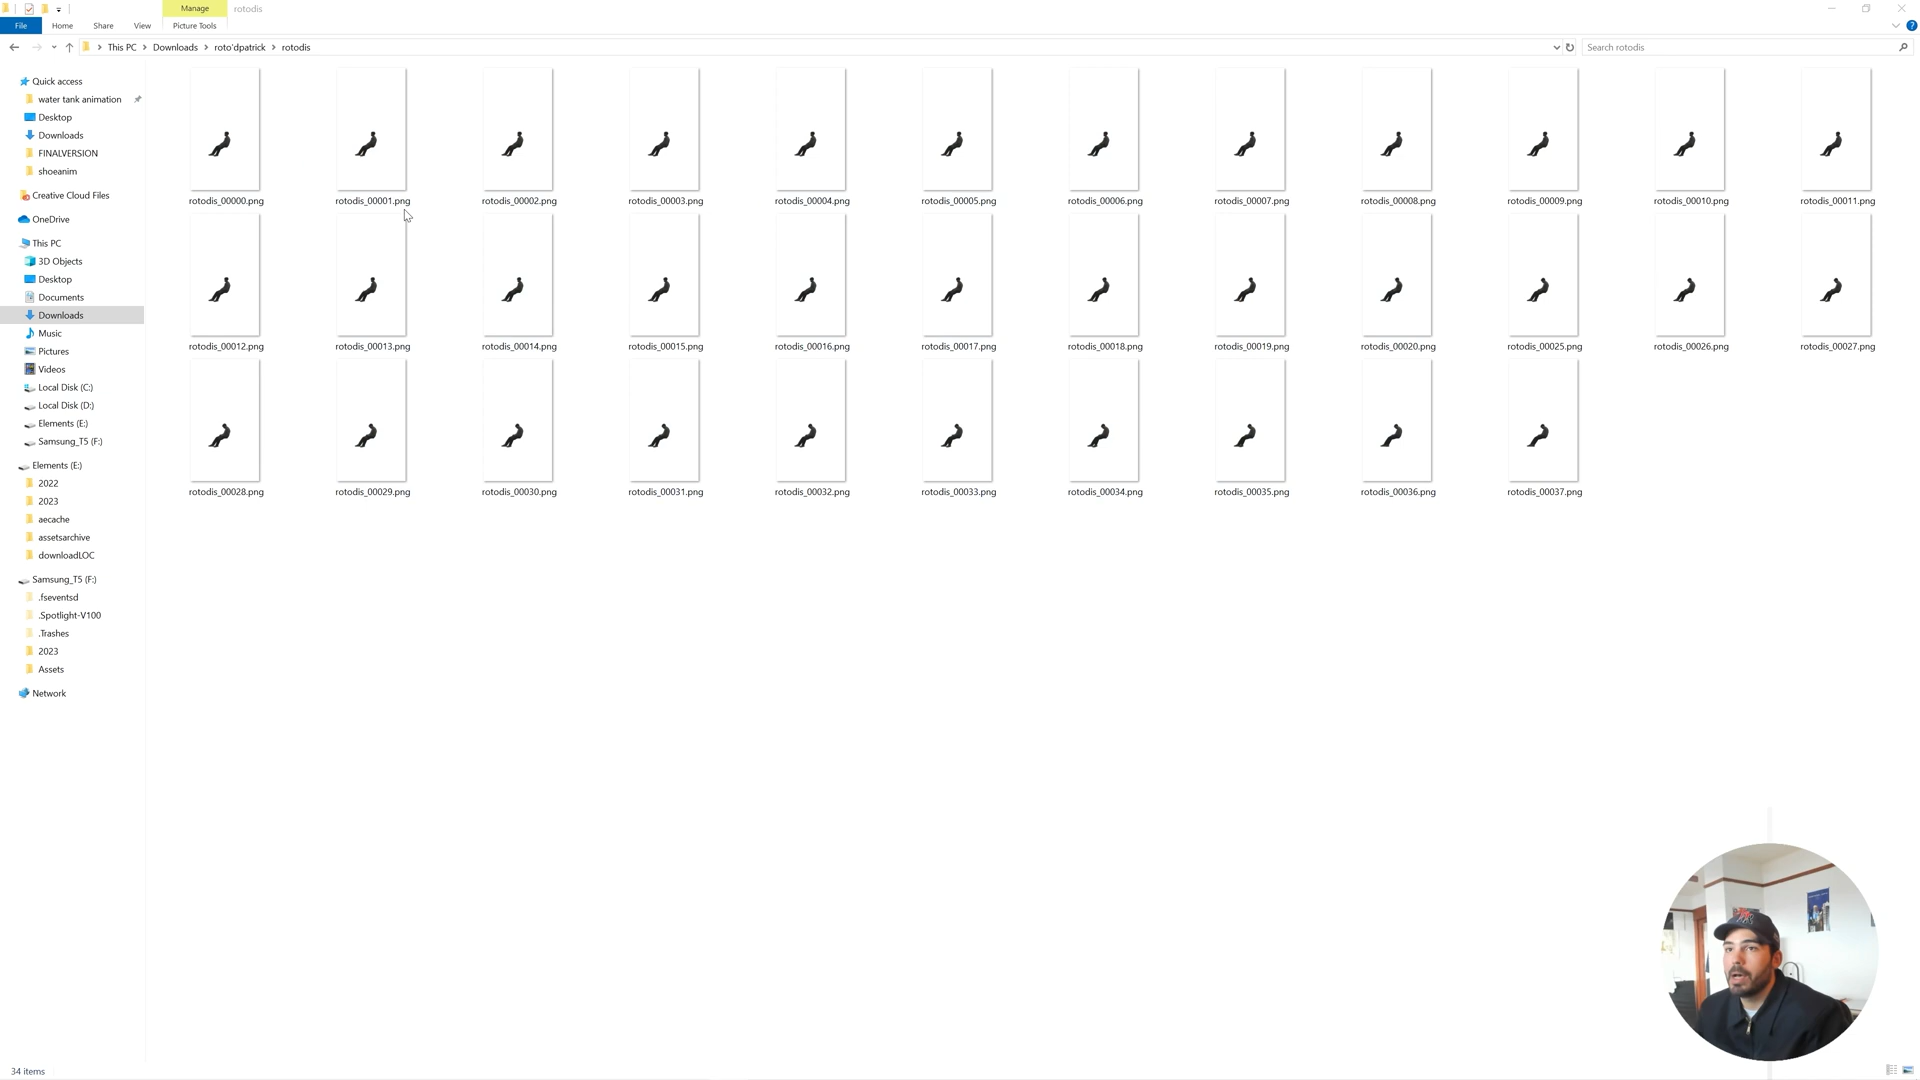 Manage
rotodis
File
Home
Share
View
Picture Tools
This PC
Downloads
roto'dpatrick
rotodis
Search rotodis
Quick access
water tank animation
Desktop
Downloads
FINALVERSION
shoeanim
Creative Cloud Files
OneDrive
This PC
3D Objects
Desktop
Documents
Downloads
Music
Pictures
Videos
Local Disk (C:)
Local Disk (D:)
Elements (E:)
Samsung_T5 (F:)
Elements (E:)
2022
2023
aecache
assetsarchive
downloadLOC
Samsung_T5 (F:)
.fseventsd
.Spotlight-V100
.Trashes
2023
Assets
Network
rotodis_00000.png
rotodis_00001.png
rotodis_00002.png
rotodis_00003.png
rotodis_00004.png
rotodis_00005.png
rotodis_00006.png
rotodis_00007.png
rotodis_00008.png
rotodis_00009.png
rotodis_00010.png
rotodis_00011.png
rotodis_00012.png
rotodis_00013.png
rotodis_00014.png
rotodis_00015.png
rotodis_00016.png
rotodis_00017.png
rotodis_00018.png
rotodis_00019.png
rotodis_00020.png
rotodis_00025.png
rotodis_00026.png
rotodis_00027.png
rotodis_00028.png
rotodis_00029.png
rotodis_00030.png
rotodis_00031.png
rotodis_00032.png
rotodis_00033.png
rotodis_00034.png
rotodis_00035.png
rotodis_00036.png
rotodis_00037.png
34 items